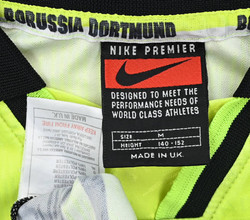 BORUSSIA DORTMUND
NIKE PREMIER
DESIGNED TO MEET
THE PERFORMANCE
DEMANDING NEEDS OF
WORLD CLASS ATHLETES
SIZE M
HEIGHT 140 - 152
MADE IN UK.